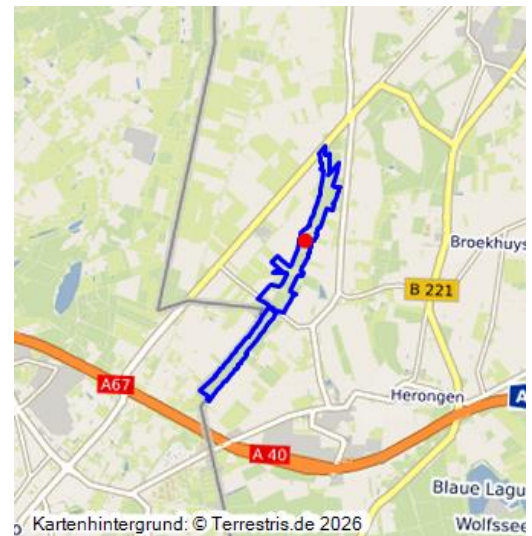 Broekhuys
B 221
A67
Herongen
A
A 40
Blaue Lagu
Wolfssee
o
Kartenhintergrund: © Terrestris.de 2026